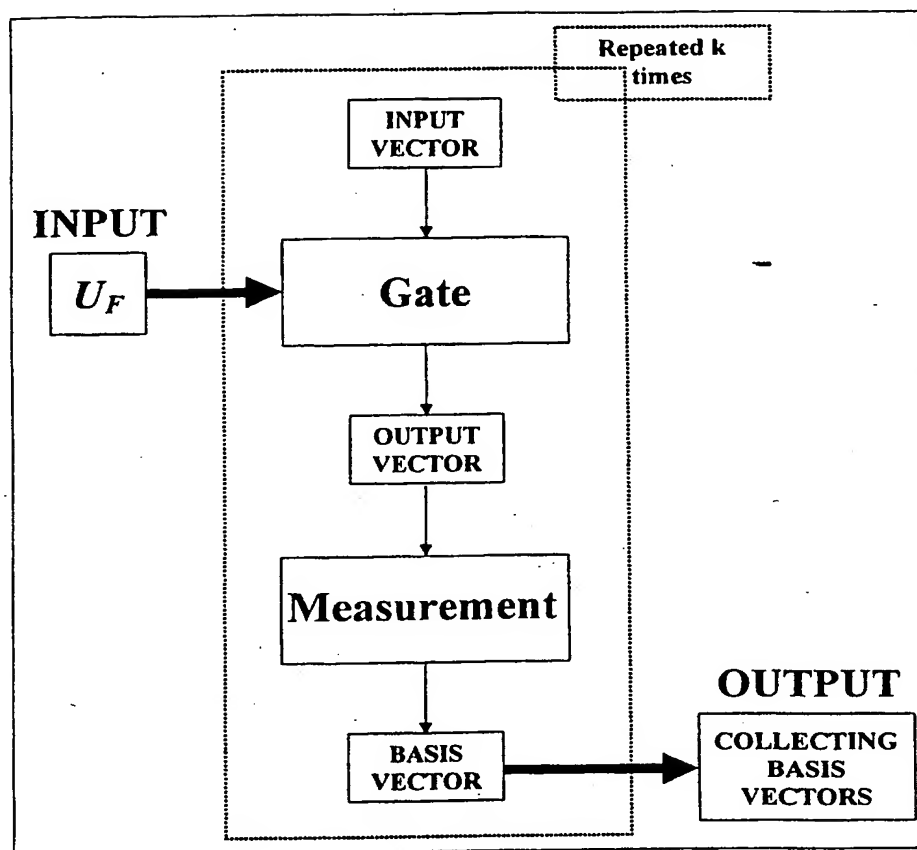 Repeated k
times
INPUT
VECTOR
INPUT
U_F
Gate
OUTPUT
VECTOR
Measurement
BASIS
VECTOR
OUTPUT
COLLECTING
BASIS
VECTORS